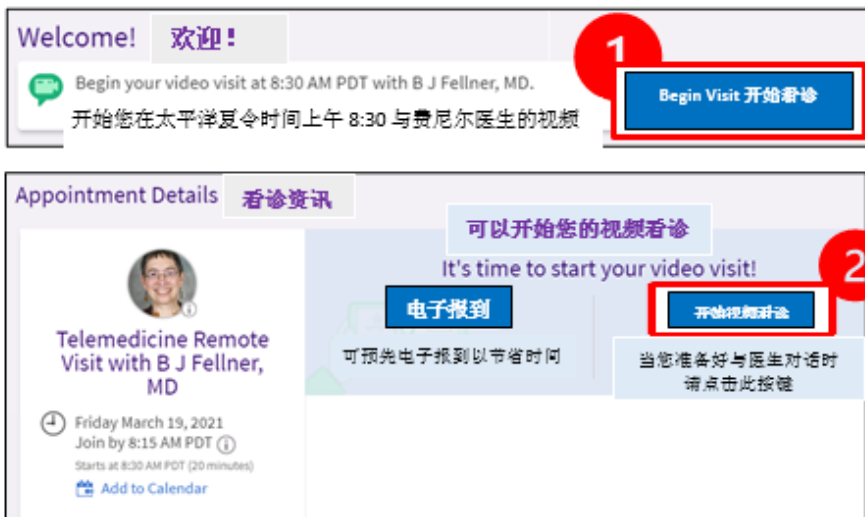 Welcome! 欢迎！
1
Begin your video visit at 8:30 AM PDT with B J Fellner, MD.
开始您在太平洋夏令时间上午 8:30 与费尼尔医生的视频
Begin Visit 开始看诊
Appointment Details 看诊资讯
可以开始您的视频看诊
It's time to start your video visit!
2
电子报到
开始视频看诊
可预先电子报到以节省时间
当您准备好与医生对话时
请点击此按键
Telemedicine Remote
Visit with B J Fellner,
MD
Friday March 19, 2021
Join by 8:15 AM PDT
Starts at 8:30 AM PDT (20 minutes)
Add to Calendar